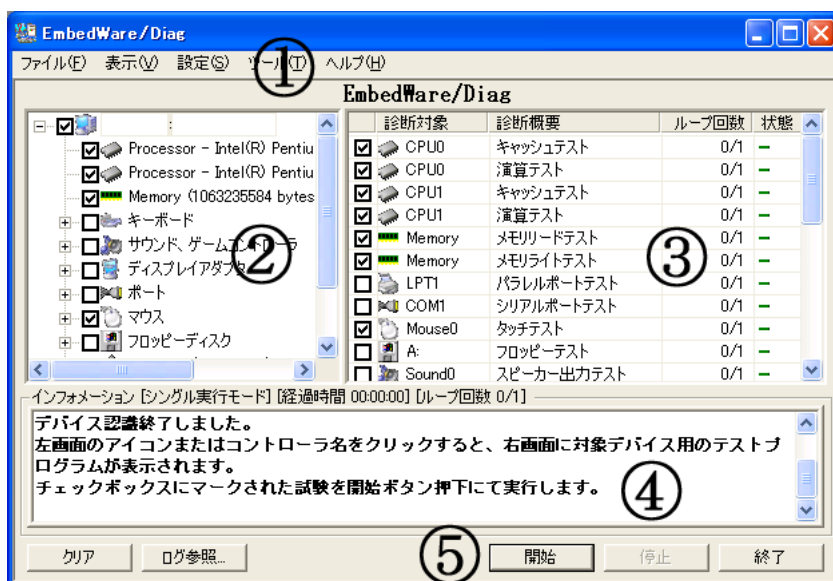 EmbedWare/Diag
ファイル(F) 表示(V) 設定(S) ツール(T) ヘルプ(H)
①
EmbedWare/Diag
:
Processor - Intel(R) Pentiu
Processor - Intel(R) Pentiu
Memory (1063235584 bytes
キーボード
サウンド、ゲームコントローラ
ディスプレイアダプタ
ポート
マウス
フロッピーディスク
②
診断対象 診断概要 ループ回数 状態
CPU0 キャッシュテスト 0/1 −
CPU0 演算テスト 0/1 −
CPU1 キャッシュテスト 0/1 −
CPU1 演算テスト 0/1 −
Memory メモリリードテスト 0/1 −
Memory メモリライトテスト 0/1 −
LPT1 パラレルポートテスト 0/1 −
COM1 シリアルポートテスト 0/1 −
Mouse0 タッチテスト 0/1 −
A: フロッピーテスト 0/1 −
Sound0 スピーカー出力テスト 0/1 −
③
インフォメーション [シングル実行モード] [経過時間 00:00:00] [ループ回数 0/1]
デバイス認識終了しました。
左画面のアイコンまたはコントローラ名をクリックすると、右画面に対象デバイス用のテストプ
ログラムが表示されます。
チェックボックスにマークされた試験を開始ボタン押下にて実行します。
④
クリア ログ参照... ⑤ 開始 停止 終了